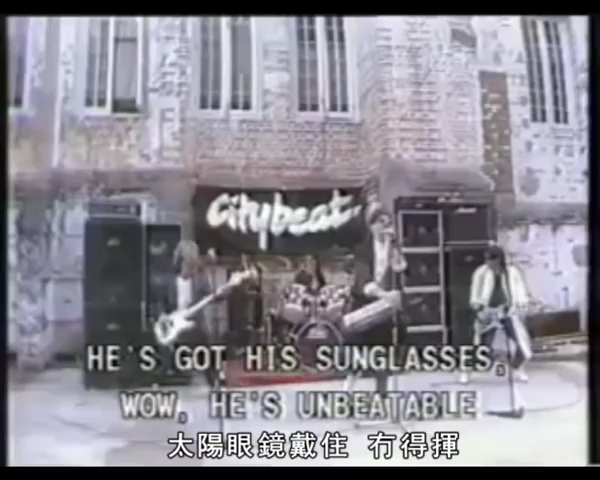 citybeat.
HE'S GOT HIS SUNGLASSES,
WOW, HE'S UNBEATABLE
太陽眼鏡戴住 冇得揮